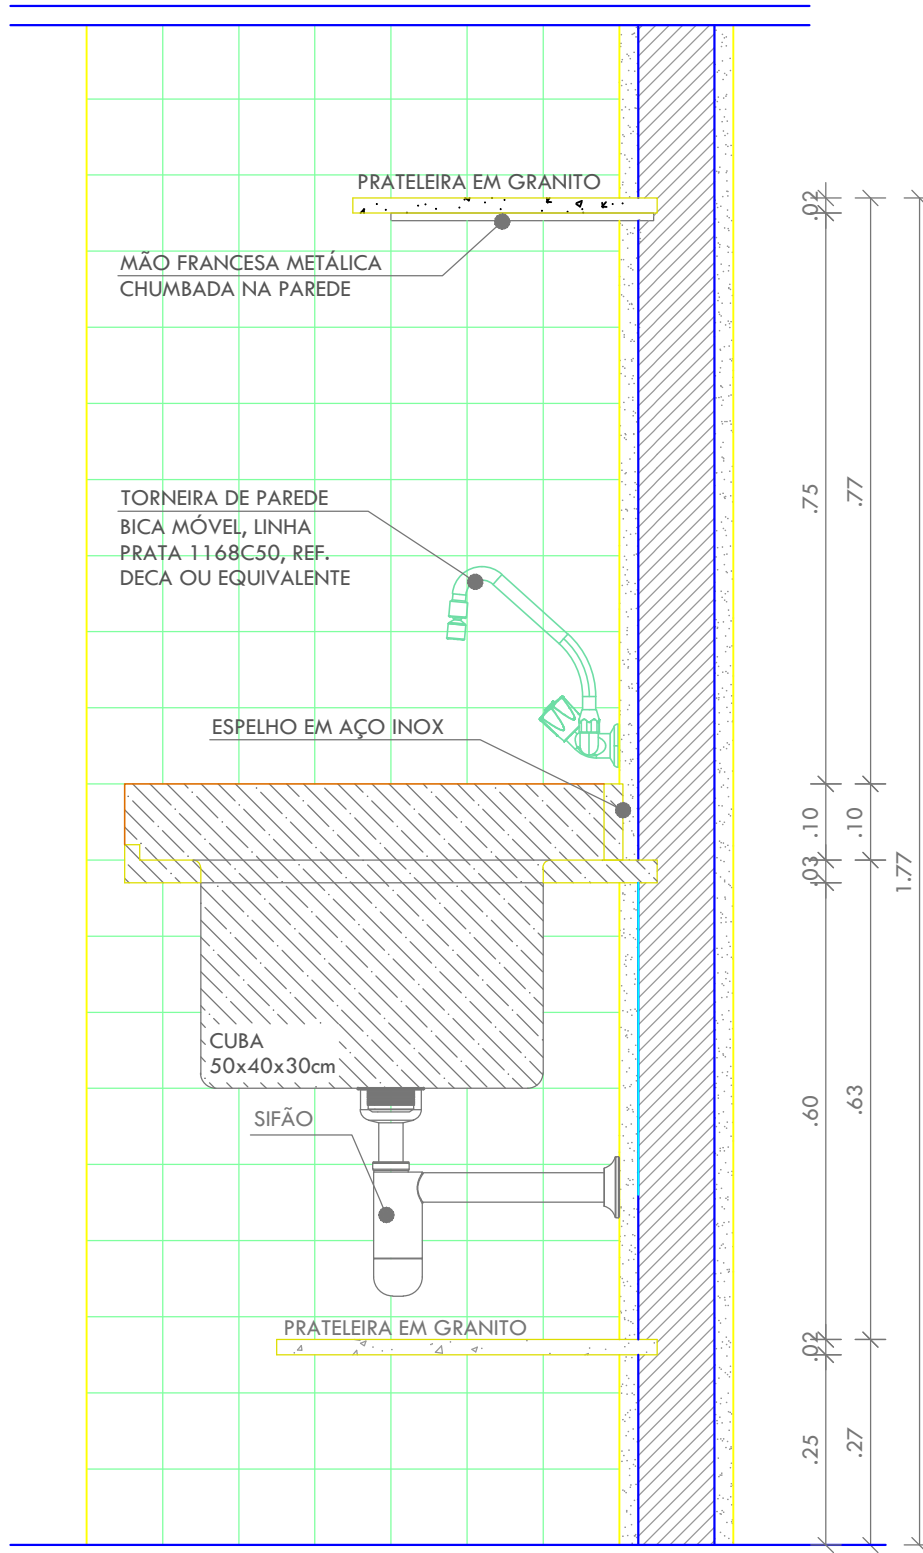 PRATELEIRA EM GRANITO
.02
MÃO FRANCESA METÁLICA
CHUMBADA NA PAREDE
TORNEIRA DE PAREDE
BICA MÓVEL, LINHA
PRATA 1168C50, REF.
DECA OU EQUIVALENTE
.75
.77
ESPELHO EM AÇO INOX
.10
.10
.03
1.77
CUBA
50x40x30cm
SIFÃO
.60
.63
PRATELEIRA EM GRANITO
.02
.25
.27